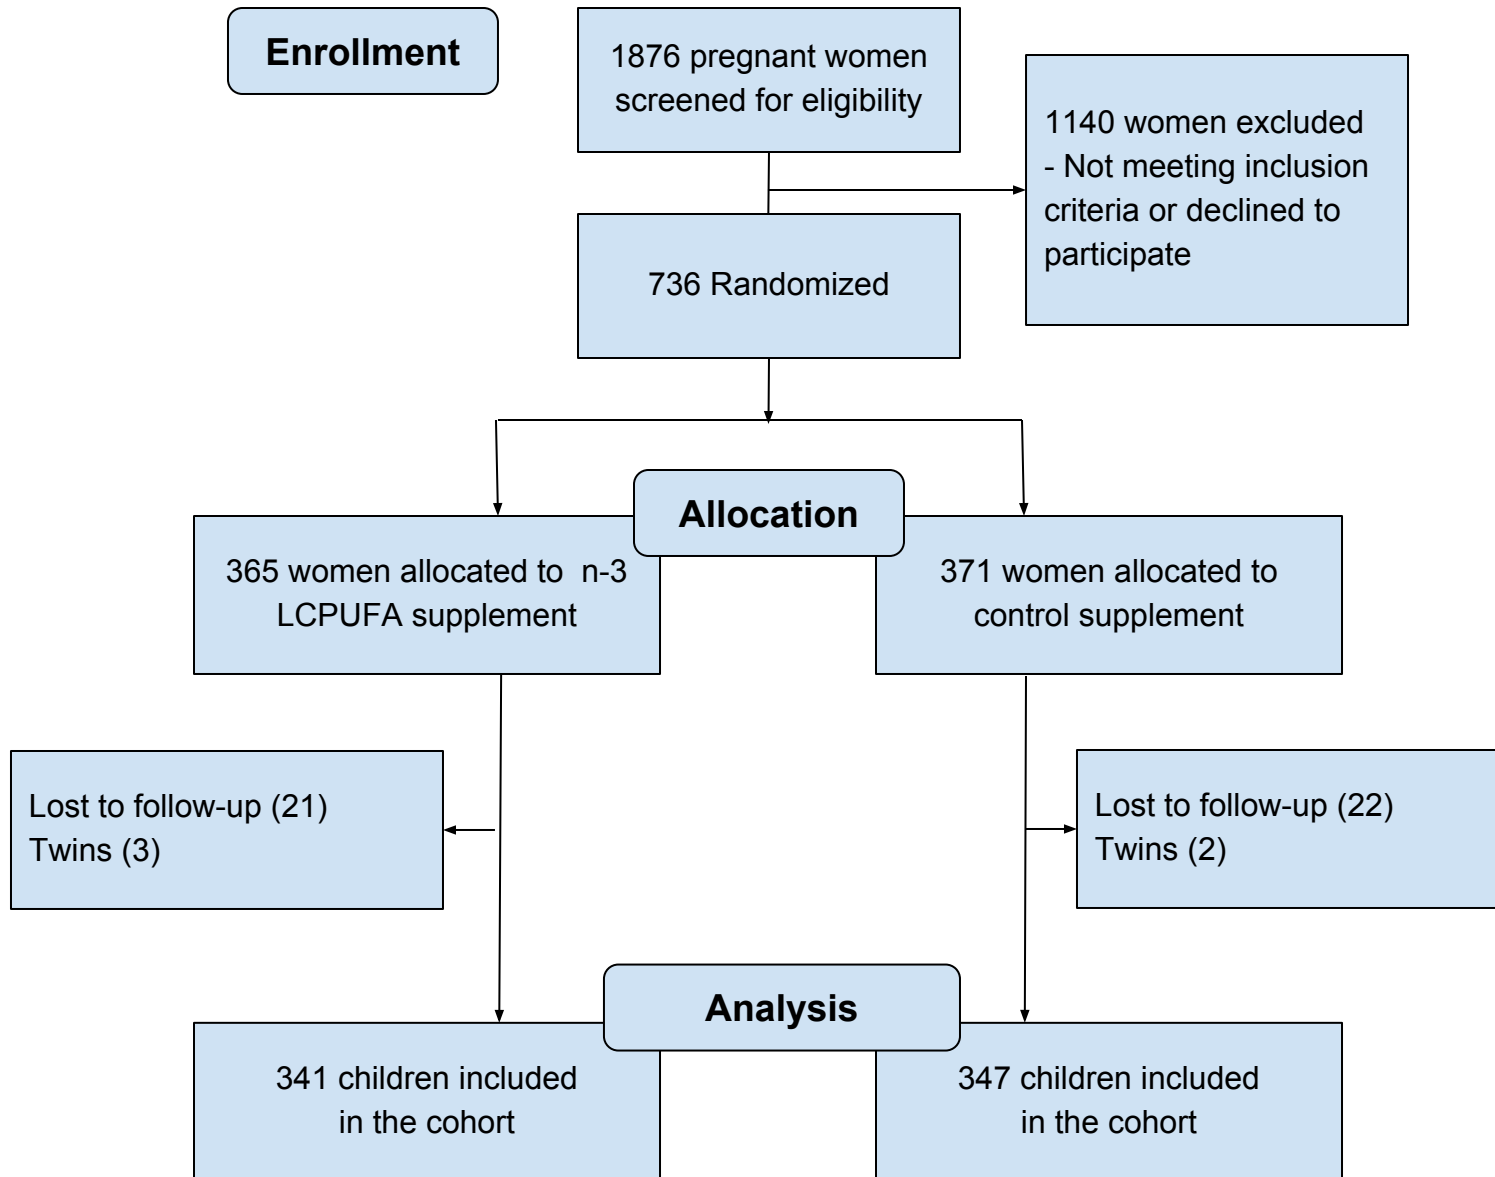 Enrollment
1876 pregnant women
screened for eligibility
1140 women excluded
- Not meeting inclusion
criteria or declined to
participate
736 Randomized
Allocation
365 women allocated to  n-3
LCPUFA supplement
371 women allocated to
control supplement
Lost to follow-up (21)
Twins (3)
Lost to follow-up (22)
Twins (2)
Analysis
341 children included
in the cohort
347 children included
in the cohort